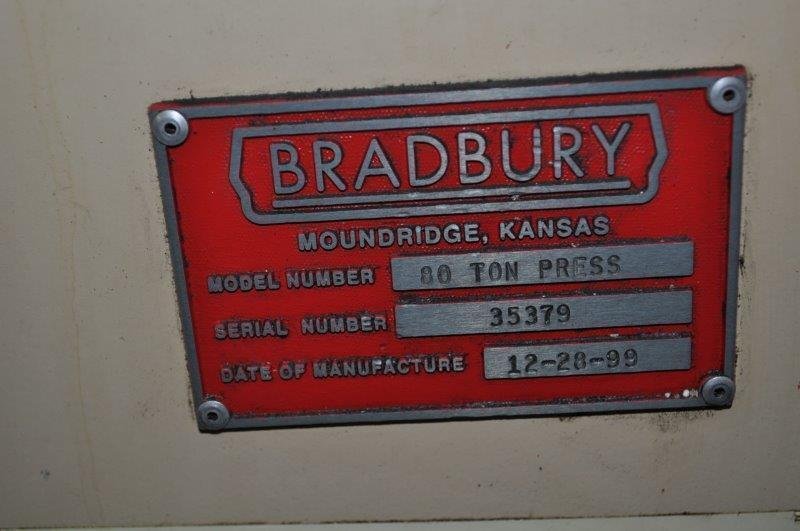 BRADBURY
MOUNDRIDGE, KANSAS
MODEL NUMBER 80 TON PRESS
SERIAL NUMBER 35379
DATE OF MANUFACTURE 12-28-99